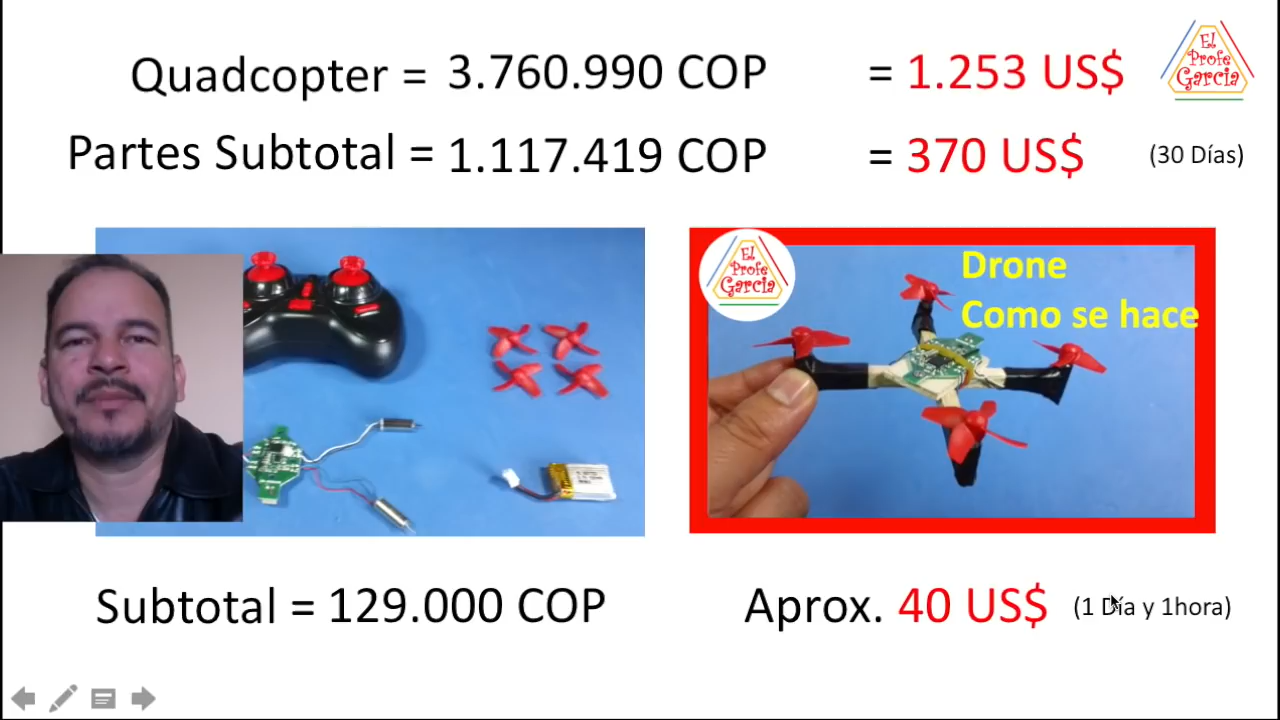 Quadcopter = 3.760.990 COP = 1.253 US$
El
Profe
Garcia
Partes Subtotal = 1.117.419 COP = 370 US$ (30 Días)
El
Profe
Garcia
Drone
Como se hace
Subtotal = 129.000 COP
Aprox. 40 US$ (1 Día y 1hora)